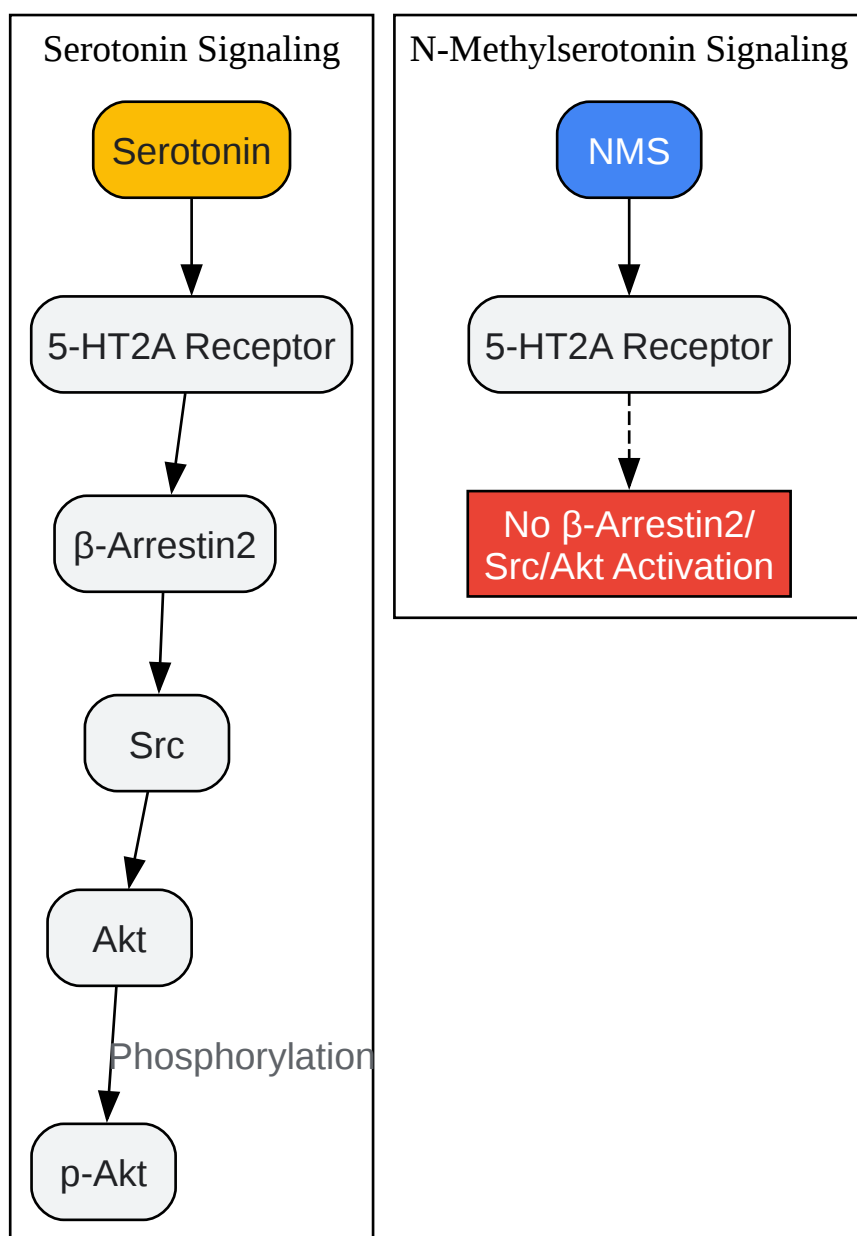 Serotonin Signaling
Serotonin
5-HT2A Receptor
β-Arrestin2
Src
Akt
Phosphorylation
p-Akt
N-Methylserotonin Signaling
NMS
5-HT2A Receptor
No β-Arrestin2/
Src/Akt Activation